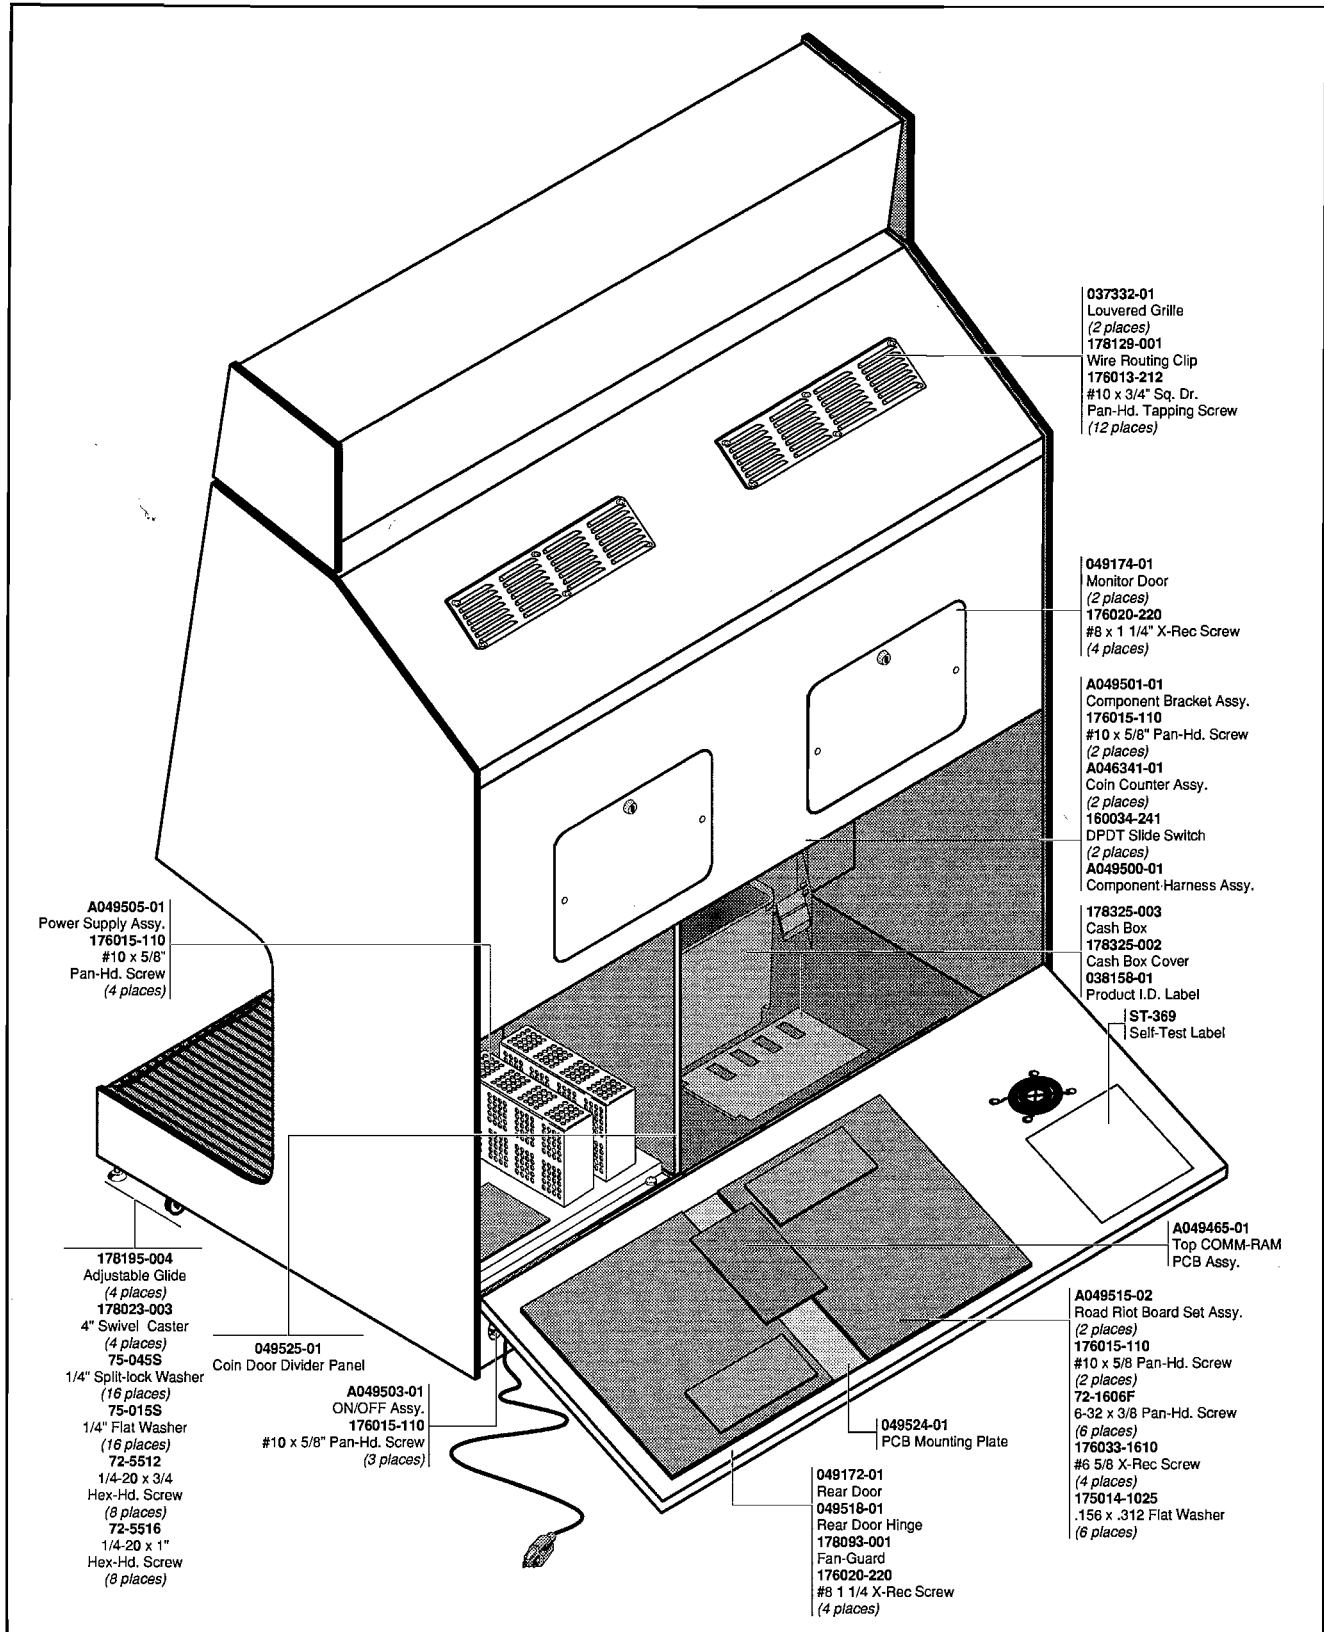 037332-01
Louvered Grille
(2 places)
178129-001
Wire Routing Clip
176013-212
#10 x 3/4" Sq. Dr.
Pan-Hd. Tapping Screw
(12 places)
049174-01
Monitor Door
(2 places)
176020-220
#8 x 1 1/4" X-Rec Screw
(4 places)
A049501-01
Component Bracket Assy.
176015-110
#10 x 5/8" Pan-Hd. Screw
(2 places)
A046341-01
Coin Counter Assy.
(2 places)
160034-241
DPDT Slide Switch
(2 places)
A049500-01
Component Harness Assy.
178325-003
Cash Box
178325-002
Cash Box Cover
038158-01
Product I.D. Label
ST-369
Self-Test Label
A049505-01
Power Supply Assy.
176015-110
#10 x 5/8"
Pan-Hd. Screw
(4 places)
178195-004
Adjustable Glide
(4 places)
178023-003
4" Swivel Caster
(4 places)
75-045S
1/4" Split-lock Washer
(16 places)
75-015S
1/4" Flat Washer
(16 places)
72-5512
1/4-20 x 3/4
Hex-Hd. Screw
(8 places)
72-5516
1/4-20 x 1"
Hex-Hd. Screw
(8 places)
049525-01
Coin Door Divider Panel
A049503-01
ON/OFF Assy.
176015-110
#10 x 5/8" Pan-Hd. Screw
(3 places)
A049465-01
Top COMM-RAM
PCB Assy.
A049515-02
Road Riot Board Set Assy.
(2 places)
176015-110
#10 x 5/8 Pan-Hd. Screw
(2 places)
72-1606F
6-32 x 3/8 Pan-Hd. Screw
(6 places)
176033-1610
#6 5/8 X-Rec Screw
(4 places)
175014-1025
.156 x .312 Flat Washer
(6 places)
049524-01
PCB Mounting Plate
049172-01
Rear Door
049518-01
Rear Door Hinge
178093-001
Fan-Guard
176020-220
#8 1 1/4 X-Rec Screw
(4 places)